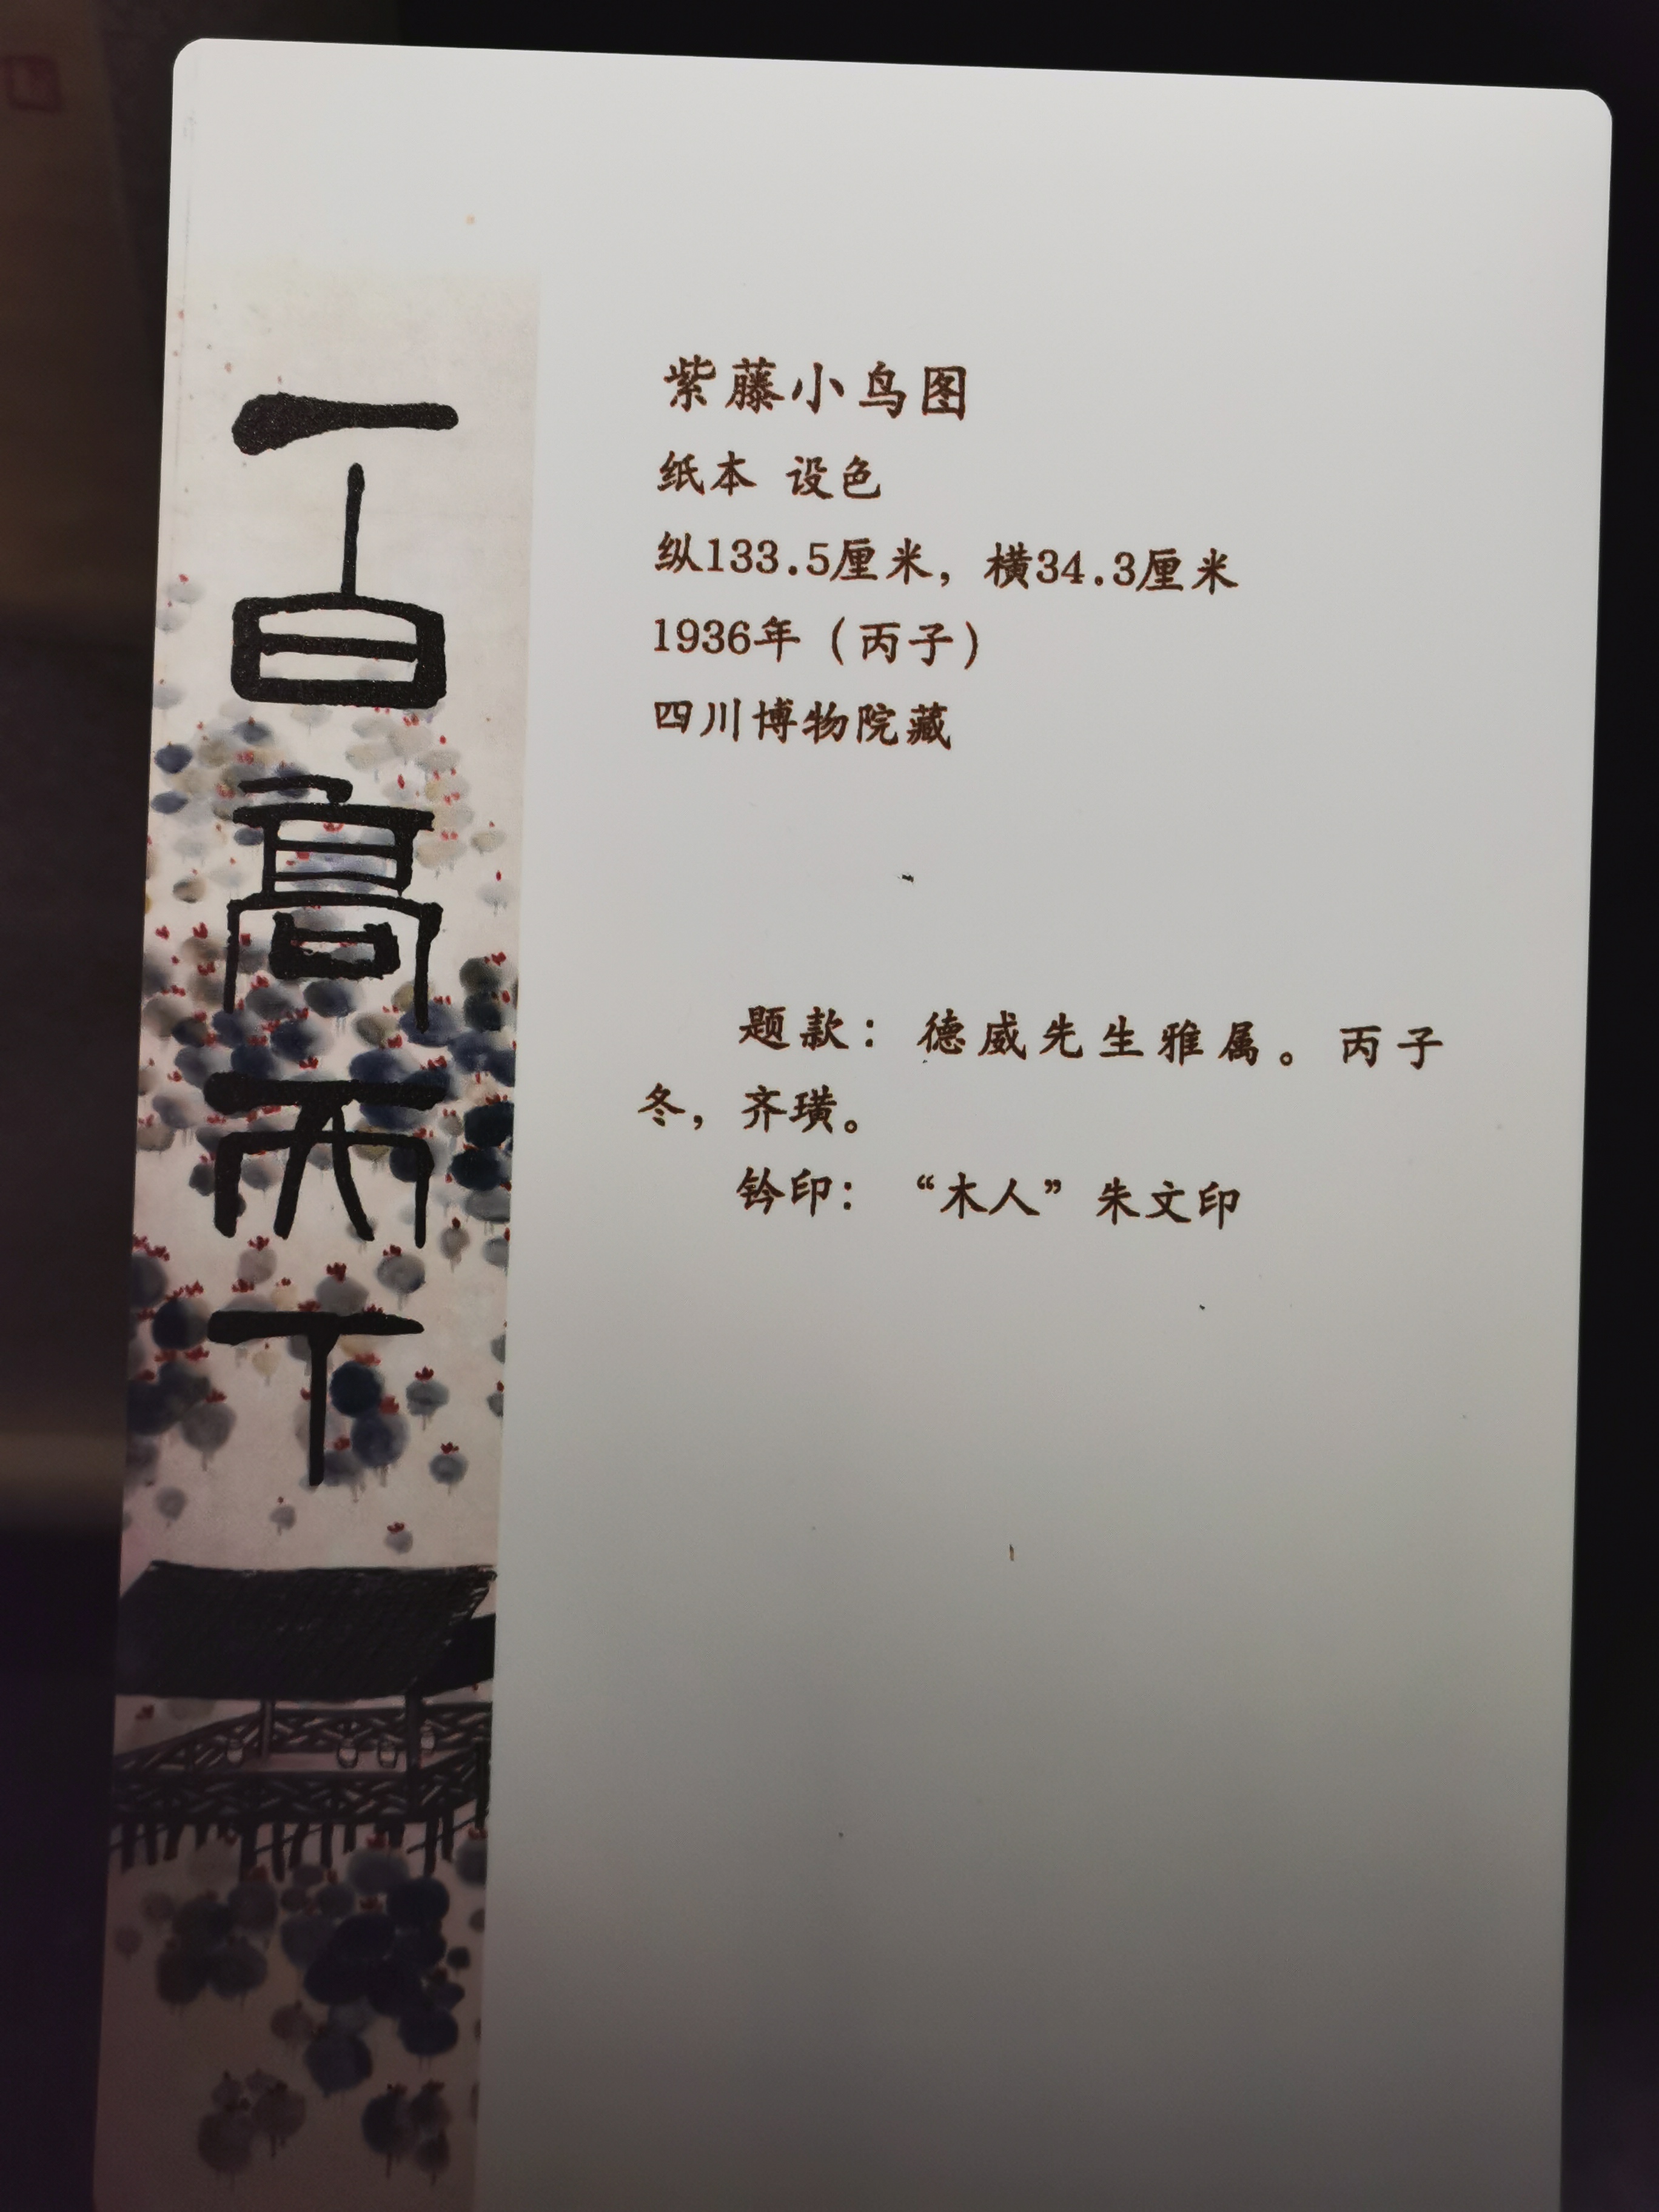 一白高天下
紫藤小鸟图
纸本 设色
纵133.5厘米，横34.3厘米
1936年（丙子）
四川博物院藏
题款：德威先生雅属。丙子
冬，齐璜。
钤印：“木人”朱文印